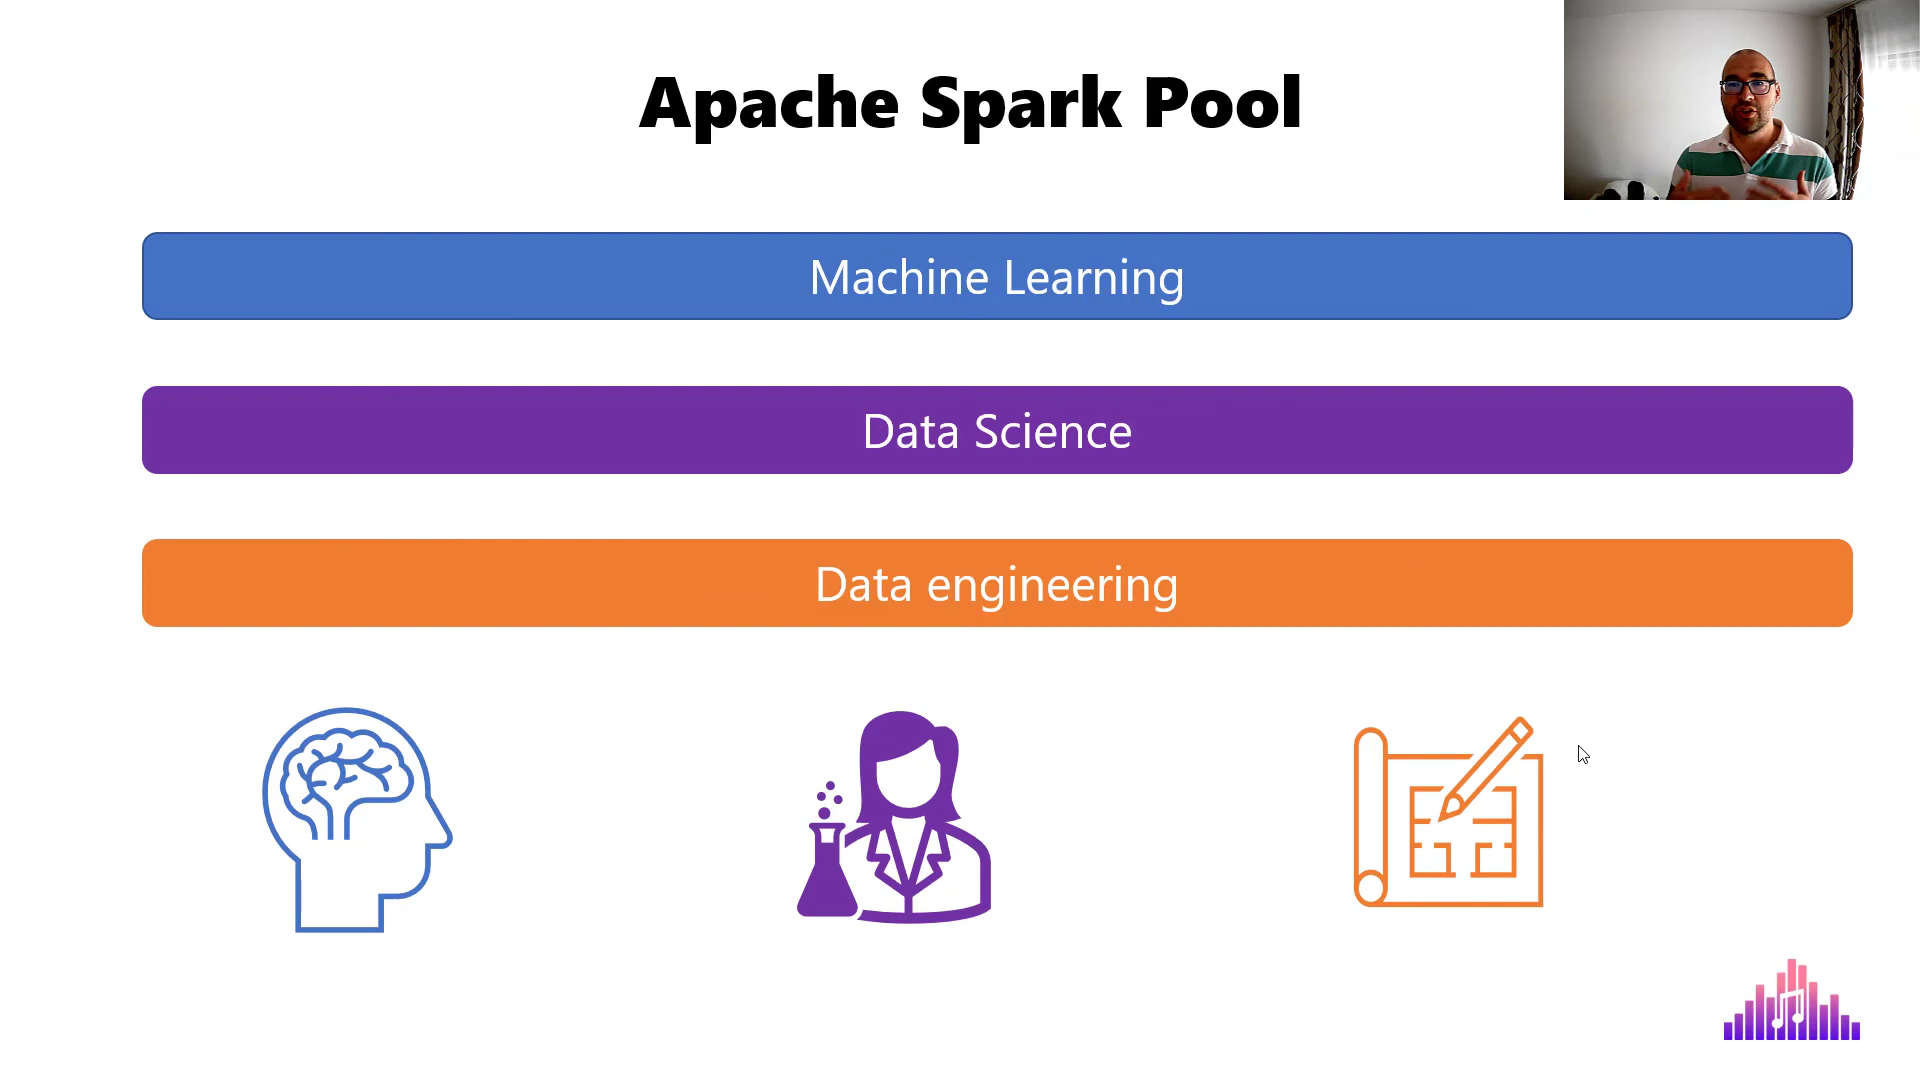 Apache Spark Pool
Machine Learning
Data Science
Data engineering